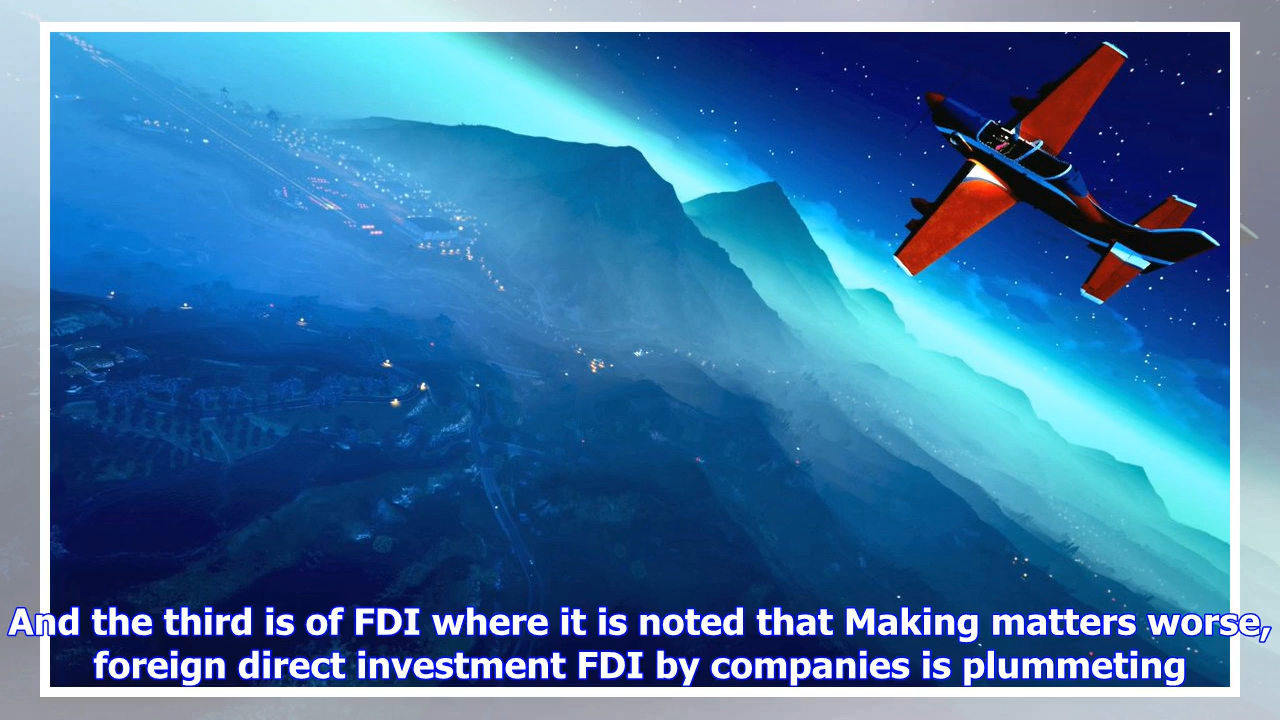 And the third is of FDI where it is noted that Making matters worse,
foreign direct investment FDI by companies is plummeting